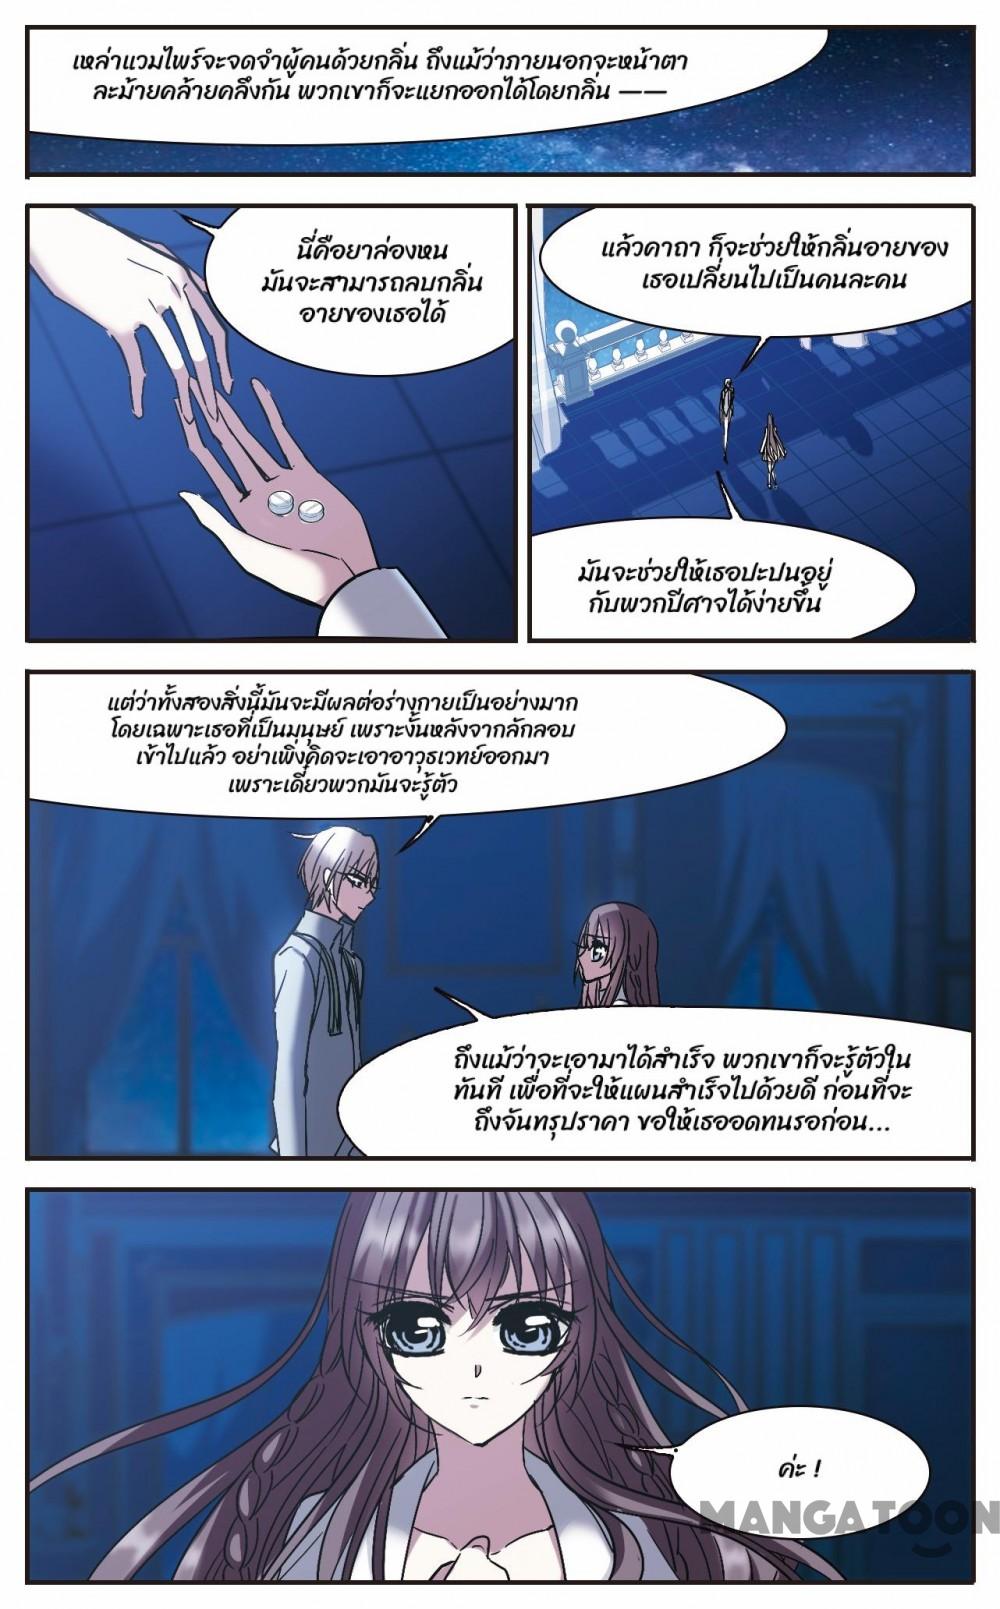 เหล่าแวมไพร์จะจดจำผู้คนด้วยกลิ่น ถึงแม้ว่าภายนอกจะหน้าตา
ละม้ายคล้ายคลึงกัน พวกเขาก็จะแยกออกได้โดยกลิ่น ——
นี่คือยาล่องหน
มันจะสามารถลบกลิ่น
อายของเธอได้
แล้วคาถา ก็จะช่วยให้กลิ่นอายของ
เธอเปลี่ยนไปเป็นคนละคน
มันจะช่วยให้เธอปะปนอยู่
กับพวกปีศาจได้ง่ายขึ้น
แต่ว่าทั้งสองสิ่งนี้มันจะมีผลต่อร่างกายเป็นอย่างมาก
โดยเฉพาะเธอที่เป็นมนุษย์ เพราะงั้นหลังจากลักลอบ
เข้าไปแล้ว อย่าเพิ่งคิดจะเอาอาวุธเวทย์ออกมา
เพราะเดี๋ยวพวกมันจะรู้ตัว
ถึงแม้ว่าจะเอามาได้สำเร็จ พวกเขาก็จะรู้ตัวใน
ทันที เพื่อที่จะให้แผนสำเร็จไปด้วยดี ก่อนที่จะ
ถึงจันทรุปราคา ขอให้เธออดทนรอก่อน...
ค่ะ !
MANGATOON